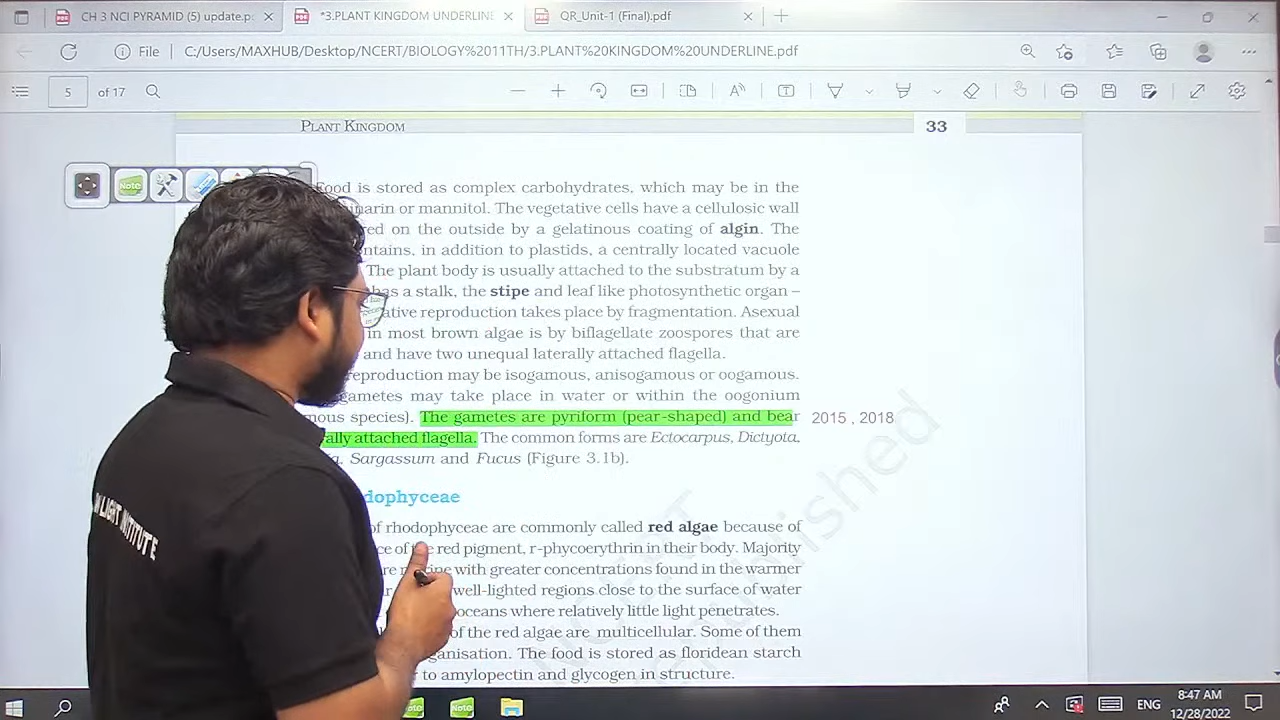 CH 3 NCI PYRAMID (5) update.p
*3.PLANT KINGDOM UNDERLINE
QR_Unit-1 (Final).pdf
File
C:/Users/MAXHUB/Desktop/NCERT/BIOLOGY%2011TH/3.PLANT%20KINGDOM%20UNDERLINE.pdf
5 of 17
PLANT KINGDOM 33
Note
food is stored as complex carbohydrates, which may be in the
or mannitol. The vegetative cells have a cellulosic wall
on the outside by a gelatinous coating of algin. The
in addition to plastids, a centrally located vacuole
The plant body is usually attached to the substratum by a
has a stalk, the stipe and leaf like photosynthetic organ –
reproduction takes place by fragmentation. Asexual
in most brown algae is by biflagellate zoospores that are
and have two unequal laterally attached flagella.
reproduction may be isogamous, anisogamous or oogamous.
gametes may take place in water or within the oogonium
species). The gametes are pyriform (pear-shaped) and bear 2015 , 2018
attached flagella. The common forms are Ectocarpus, Dictyota,
Sargassum and Fucus (Figure 3.1b).
of rhodophyceae are commonly called red algae because of
of the red pigment, r-phycoerythrin in their body. Majority
with greater concentrations found in the warmer
well-lighted regions close to the surface of water
oceans where relatively little light penetrates.
of the red algae are multicellular. Some of them
The food is stored as floridean starch
to amylopectin and glycogen in structure.
LIGHT INSTITUTE
NCERT
published
Note Note
ENG
8:47 AM
12/28/2022